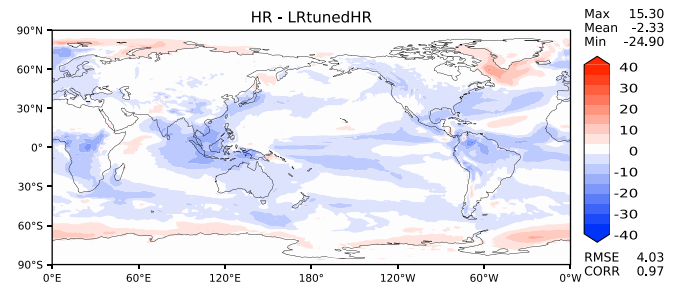 HR - LRtunedHR
Max 15.30
Mean -2.33
Min -24.90
90°N
60°N
30°N
0°
30°S
60°S
90°S
0°E 60°E 120°E 180° 120°W 60°W 0°W
40
30
20
10
0
-10
-20
-30
-40
RMSE 4.03
CORR 0.97